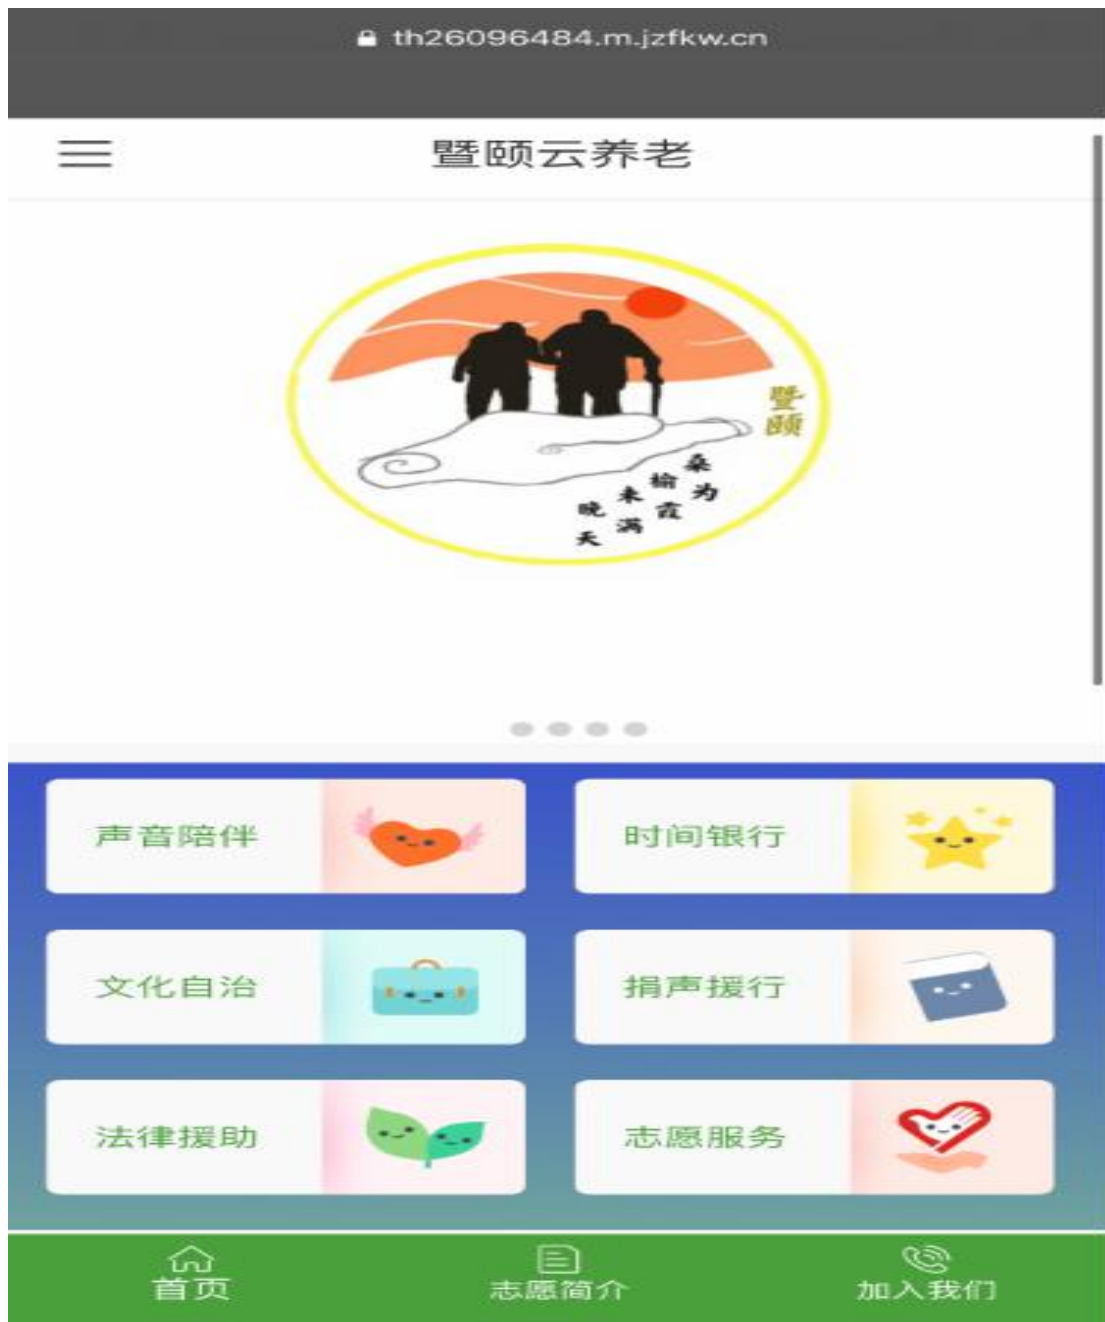 th26096484.m.jzfkw.cn
暨颐云养老
暨颐
桑为
榆霞
未满
晚天
声音陪伴
时间银行
文化自治
捐声援行
法律援助
志愿服务
首页
志愿简介
加入我们